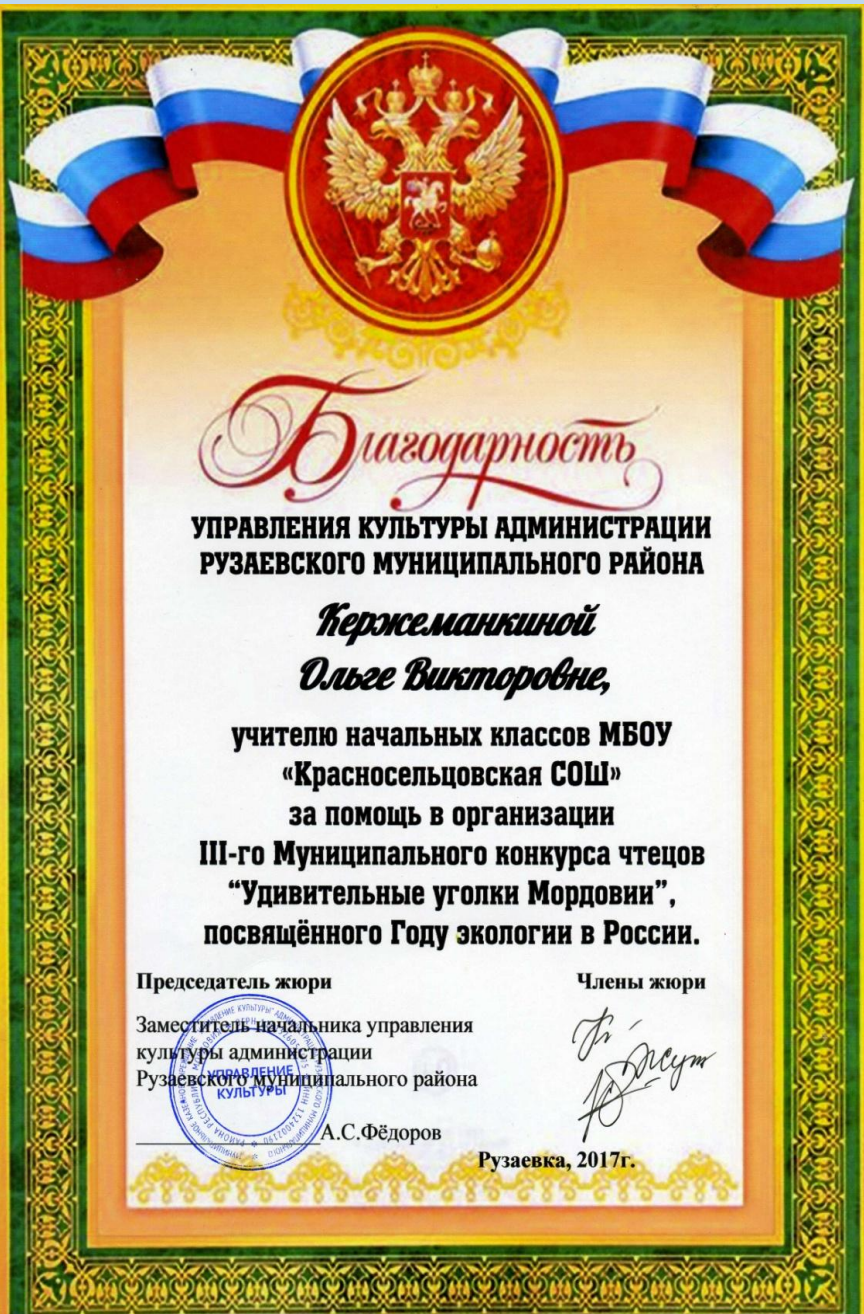 Благодарность
УПРАВЛЕНИЯ КУЛЬТУРЫ АДМИНИСТРАЦИИ
РУЗАЕВСКОГО МУНИЦИПАЛЬНОГО РАЙОНА
Кержеманкиной
Ольге Викторовне,
учителю начальных классов МБОУ
«Красносельцовская СОШ»
за помощь в организации
III-го Муниципального конкурса чтецов
“Удивительные уголки Мордовии”,
посвящённого Году экологии в России.
Председатель жюри
Члены жюри
Заместитель начальника управления
культуры администрации
Рузаевского муниципального района
УПРАВЛЕНИЕ
КУЛЬТУРЫ
А.С.Фёдоров
Рузаевка, 2017г.